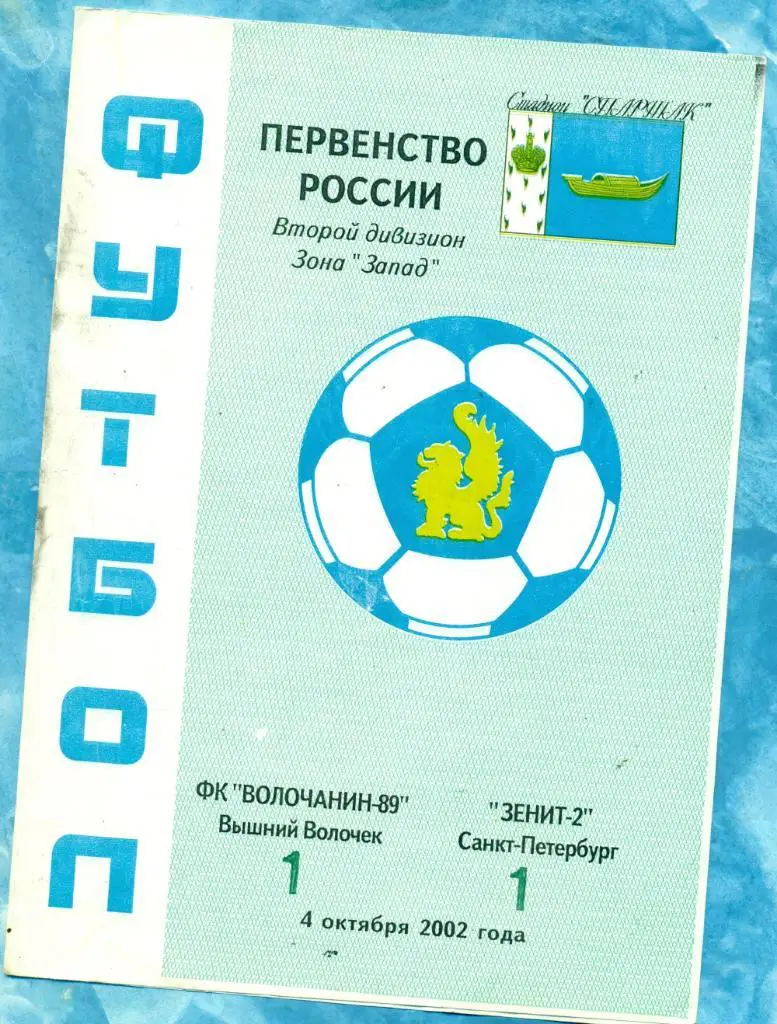 ФУТБОЛ
Стадион "СПАРТАК"
ПЕРВЕНСТВО
РОССИИ
Второй дивизион
Зона "Запад"
ФК "ВОЛОЧАНИН-89"
Вышний Волочек
1
"ЗЕНИТ-2"
Санкт-Петербург
1
4 октября 2002 года